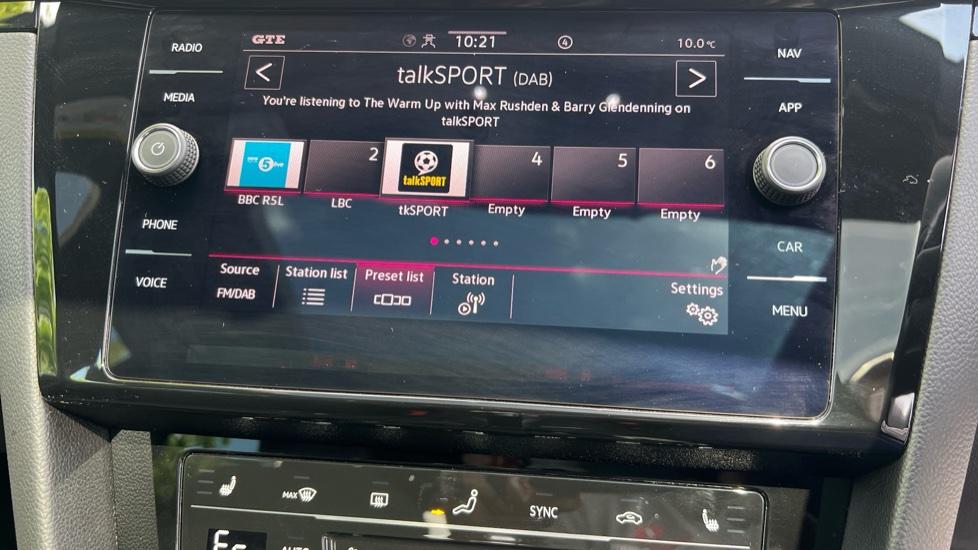 RADIO
MEDIA
PHONE
VOICE
GTE
10:21
4
10.0°C
<
talkSPORT (DAB)
>
You're listening to The Warm Up with Max Rushden & Barry Glendenning on
talkSPORT
5 live
2
talkSPORT
4
5
6
BBC R5L
LBC
tkSPORT
Empty
Empty
Empty
Source
FM/DAB
Station list
Preset list
Station
Settings
NAV
APP
CAR
MENU
MAX
SYNC
AUTO